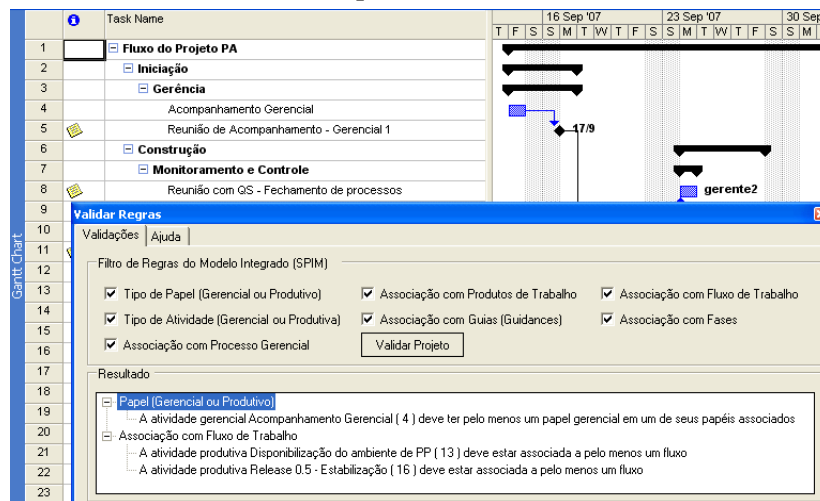 Task Name
16 Sep '07 23 Sep '07 30 Sep
T F S S M T W T F S S M T W T F S S M
1 Fluxo do Projeto PA
2 Iniciação
3 Gerência
4 Acompanhamento Gerencial
5 Reunião de Acompanhamento - Gerencial 1 17/9
6 Construção
7 Monitoramento e Controle
8 Reunião com QS - Fechamento de processos gerente2
9
10
11
12
13
14
15
16
17
18
19
20
21
22
23
Gantt Chart
Validar Regras
Validações Ajuda
Filtro de Regras do Modelo Integrado (SPIM)
Tipo de Papel (Gerencial ou Produtivo) Associação com Produtos de Trabalho Associação com Fluxo de Trabalho
Tipo de Atividade (Gerencial ou Produtiva) Associação com Guias (Guidances) Associação com Fases
Associação com Processo Gerencial Validar Projeto
Resultado
Papel (Gerencial ou Produtivo)
A atividade gerencial Acompanhamento Gerencial ( 4 ) deve ter pelo menos um papel gerencial em um de seus papéis associados
Associação com Fluxo de Trabalho
A atividade produtiva Disponibilização do ambiente de PP ( 13 ) deve estar associada a pelo menos um fluxo
A atividade produtiva Release 0.5 - Estabilização ( 16 ) deve estar associada a pelo menos um fluxo